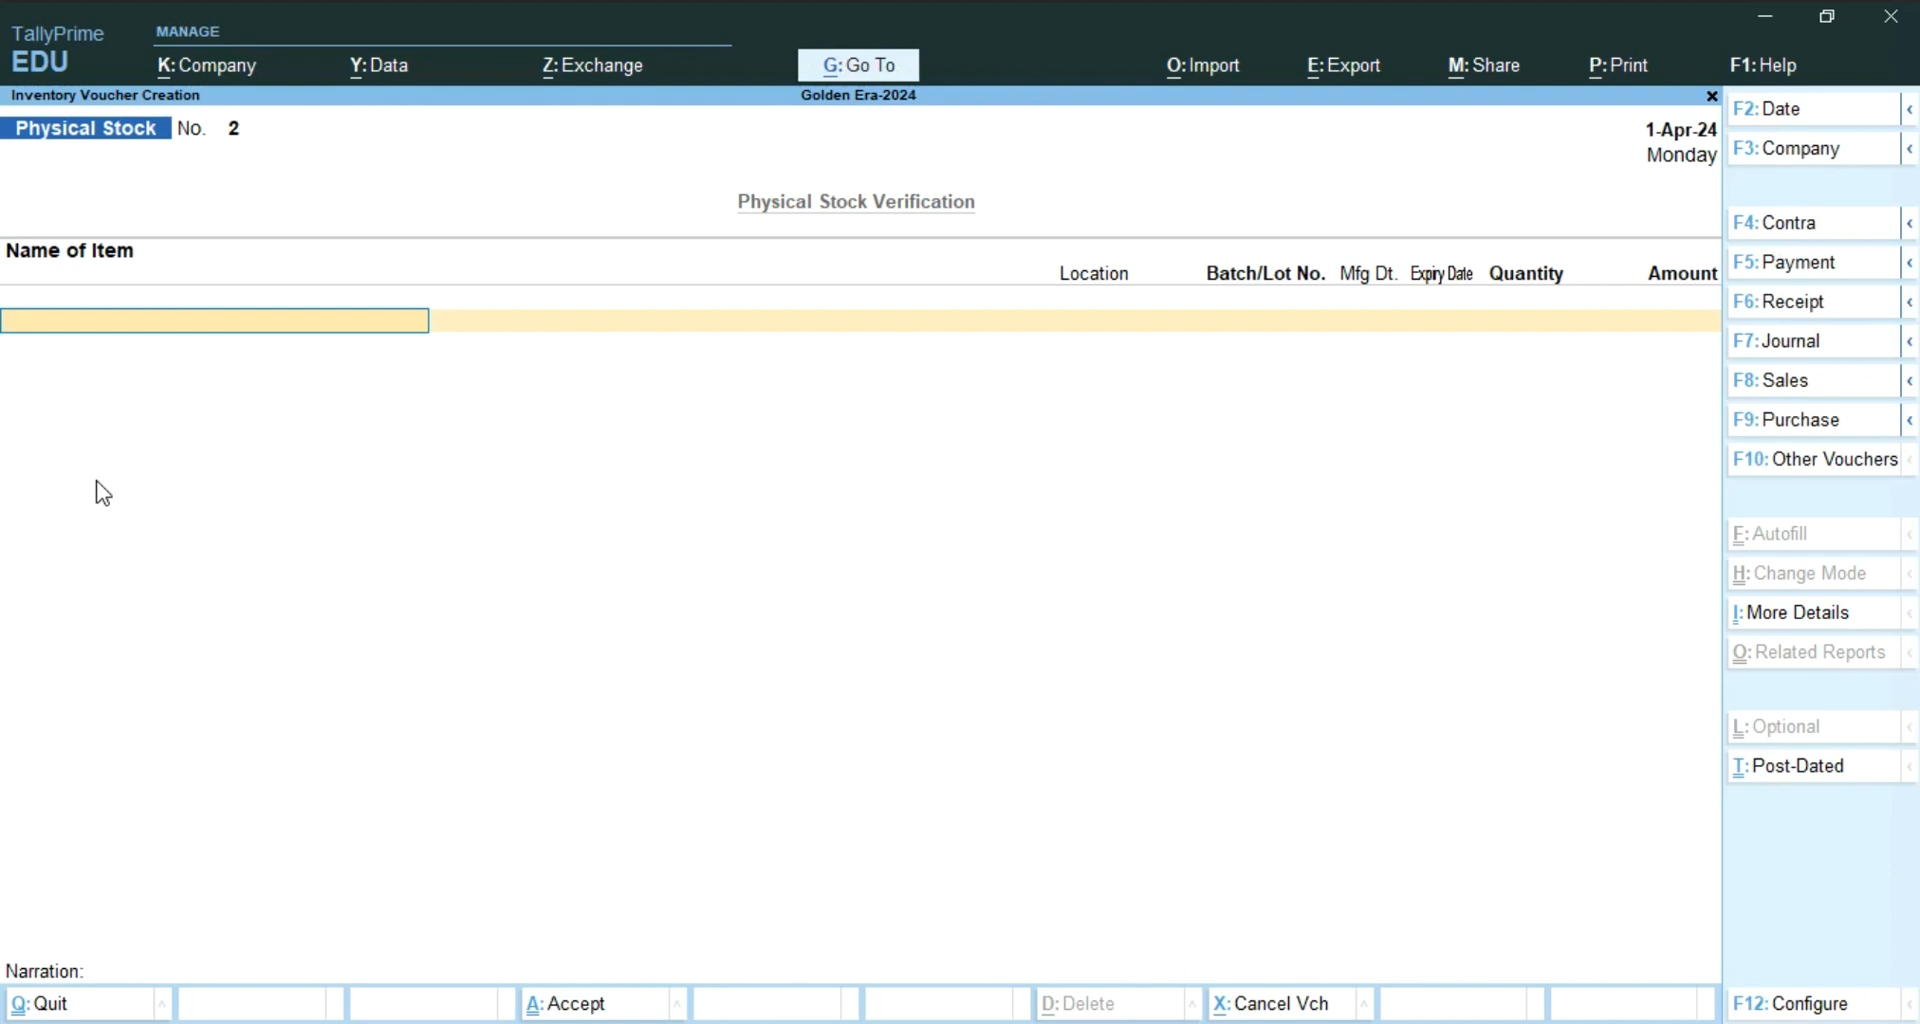 TallyPrime
EDU
MANAGE
K: Company
Y: Data
Z: Exchange
G: Go To
O: Import
E: Export
M: Share
P: Print
F1: Help
Inventory Voucher Creation
Golden Era-2024
Physical Stock No. 2
1-Apr-24
Monday
Physical Stock Verification
Name of Item
Location
Batch/Lot No.
Mfg Dt.
Expiry Date
Quantity
Amount
F2: Date
F3: Company
F4: Contra
F5: Payment
F6: Receipt
F7: Journal
F8: Sales
F9: Purchase
F10: Other Vouchers
F: Autofill
H: Change Mode
I: More Details
O: Related Reports
L: Optional
T: Post-Dated
Narration:
Q: Quit
A: Accept
D: Delete
X: Cancel Vch
F12: Configure